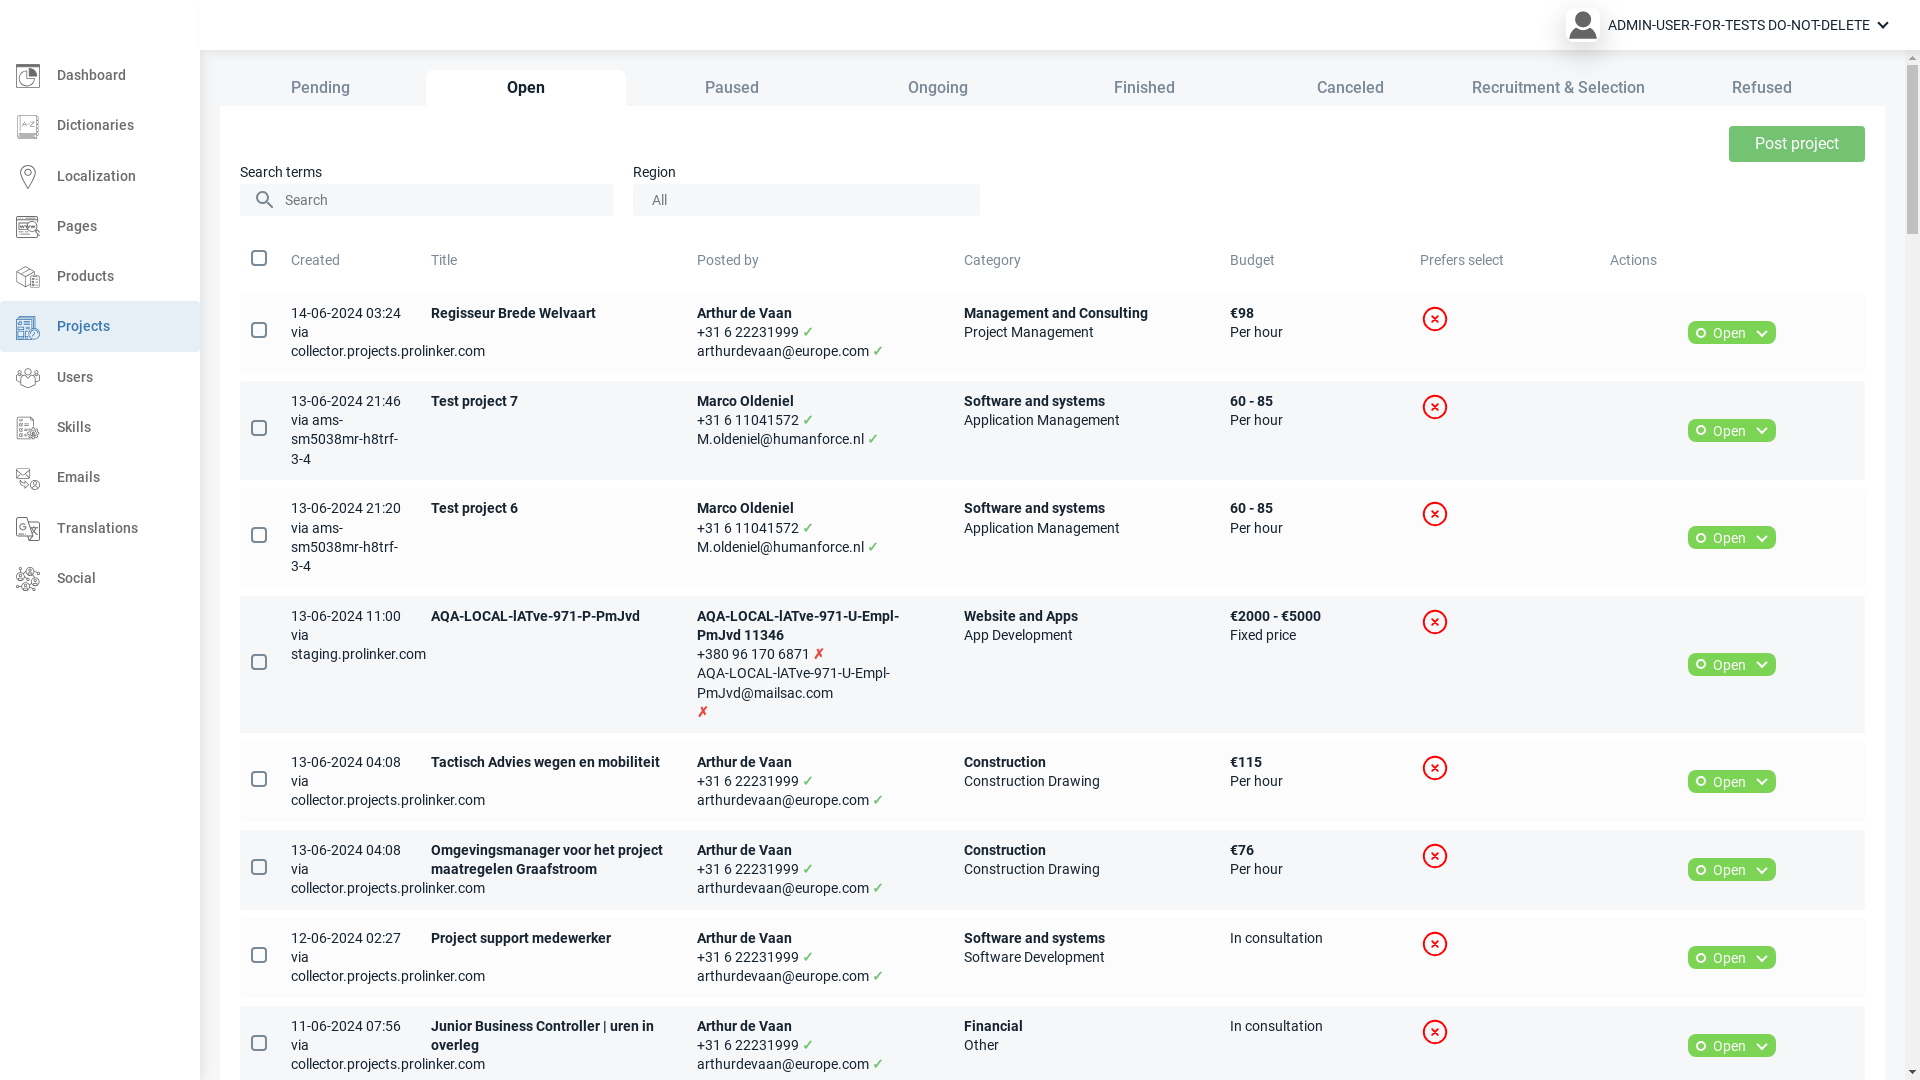 ADMIN-USER-FOR-TESTS DO-NOT-DELETE
Dashboard
Dictionaries
Localization
Pages
Products
Projects
Users
Skills
Emails
Translations
Social
Pending
Open
Paused
Ongoing
Finished
Canceled
Recruitment & Selection
Refused
Post project
Search terms
Search
Region
All
Created
Title
Posted by
Category
Budget
Prefers select
Actions
14-06-2024 03:24
via
collector.projects.prolinker.com
Regisseur Brede Welvaart
Arthur de Vaan
+31 6 22231999 ✓
arthurdevaan@europe.com ✓
Management and Consulting
Project Management
€98
Per hour
Open
13-06-2024 21:46
via ams-
sm5038mr-h8trf-
3-4
Test project 7
Marco Oldeniel
+31 6 11041572 ✓
M.oldeniel@humanforce.nl ✓
Software and systems
Application Management
60 - 85
Per hour
Open
13-06-2024 21:20
via ams-
sm5038mr-h8trf-
3-4
Test project 6
Marco Oldeniel
+31 6 11041572 ✓
M.oldeniel@humanforce.nl ✓
Software and systems
Application Management
60 - 85
Per hour
Open
13-06-2024 11:00
via
staging.prolinker.com
AQA-LOCAL-lATve-971-P-PmJvd
AQA-LOCAL-lATve-971-U-Empl-
PmJvd 11346
+380 96 170 6871 ✗
AQA-LOCAL-lATve-971-U-Empl-
PmJvd@mailsac.com
✗
Website and Apps
App Development
€2000 - €5000
Fixed price
Open
13-06-2024 04:08
via
collector.projects.prolinker.com
Tactisch Advies wegen en mobiliteit
Arthur de Vaan
+31 6 22231999 ✓
arthurdevaan@europe.com ✓
Construction
Construction Drawing
€115
Per hour
Open
13-06-2024 04:08
via
collector.projects.prolinker.com
Omgevingsmanager voor het project
maatregelen Graafstroom
Arthur de Vaan
+31 6 22231999 ✓
arthurdevaan@europe.com ✓
Construction
Construction Drawing
€76
Per hour
Open
12-06-2024 02:27
via
collector.projects.prolinker.com
Project support medewerker
Arthur de Vaan
+31 6 22231999 ✓
arthurdevaan@europe.com ✓
Software and systems
Software Development
In consultation
Open
11-06-2024 07:56
via
collector.projects.prolinker.com
Junior Business Controller | uren in
overleg
Arthur de Vaan
+31 6 22231999 ✓
arthurdevaan@europe.com ✓
Financial
Other
In consultation
Open